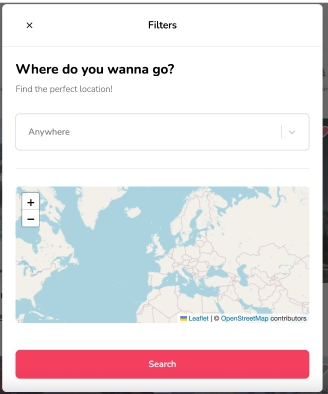 ×
Filters
Where do you wanna go?
Find the perfect location!
Anywhere
+
−
Leaflet | © OpenStreetMap contributors
Search